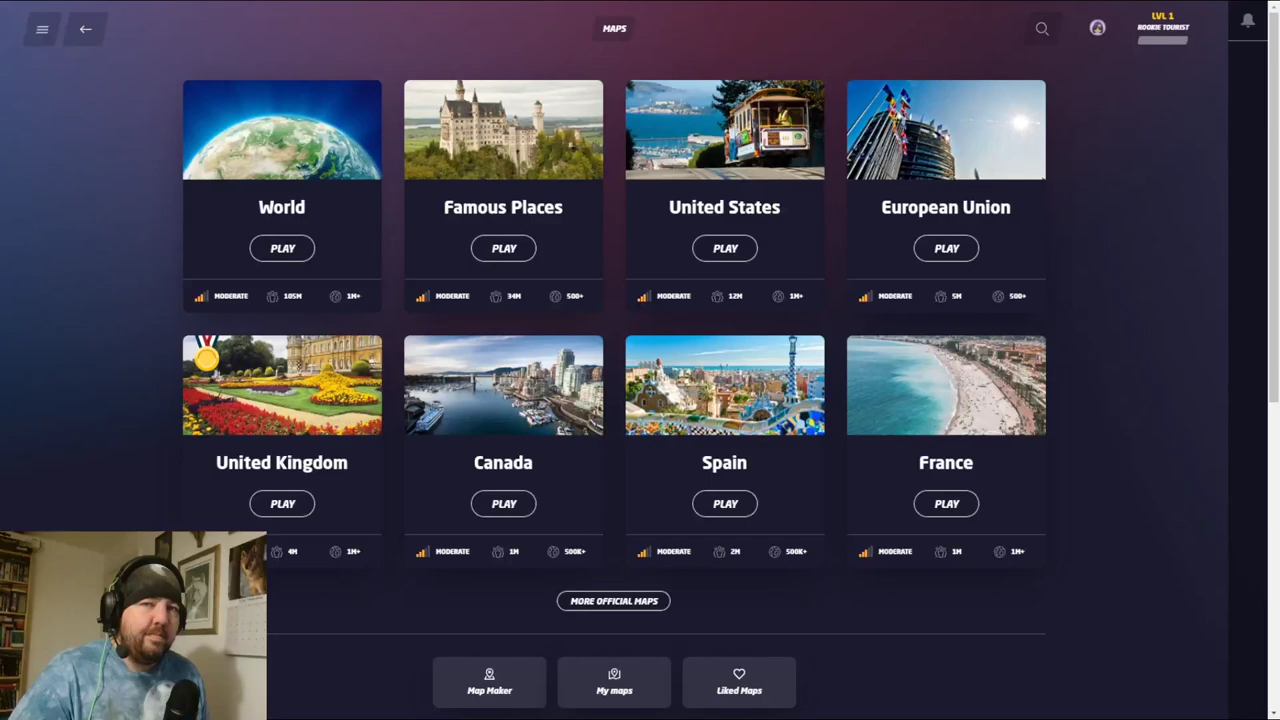 MAPS
LVL 1
ROOKIE TOURIST
World
Famous Places
United States
European Union
PLAY
PLAY
PLAY
PLAY
MODERATE 105M 1M+
MODERATE 34M 500+
MODERATE 12M 1M+
MODERATE 5M 500+
United Kingdom
Canada
Spain
France
PLAY
PLAY
PLAY
PLAY
4M 1M+
MODERATE 1M 500K+
MODERATE 2M 500K+
MODERATE 1M 1M+
MORE OFFICIAL MAPS
Map Maker
My maps
Liked Maps